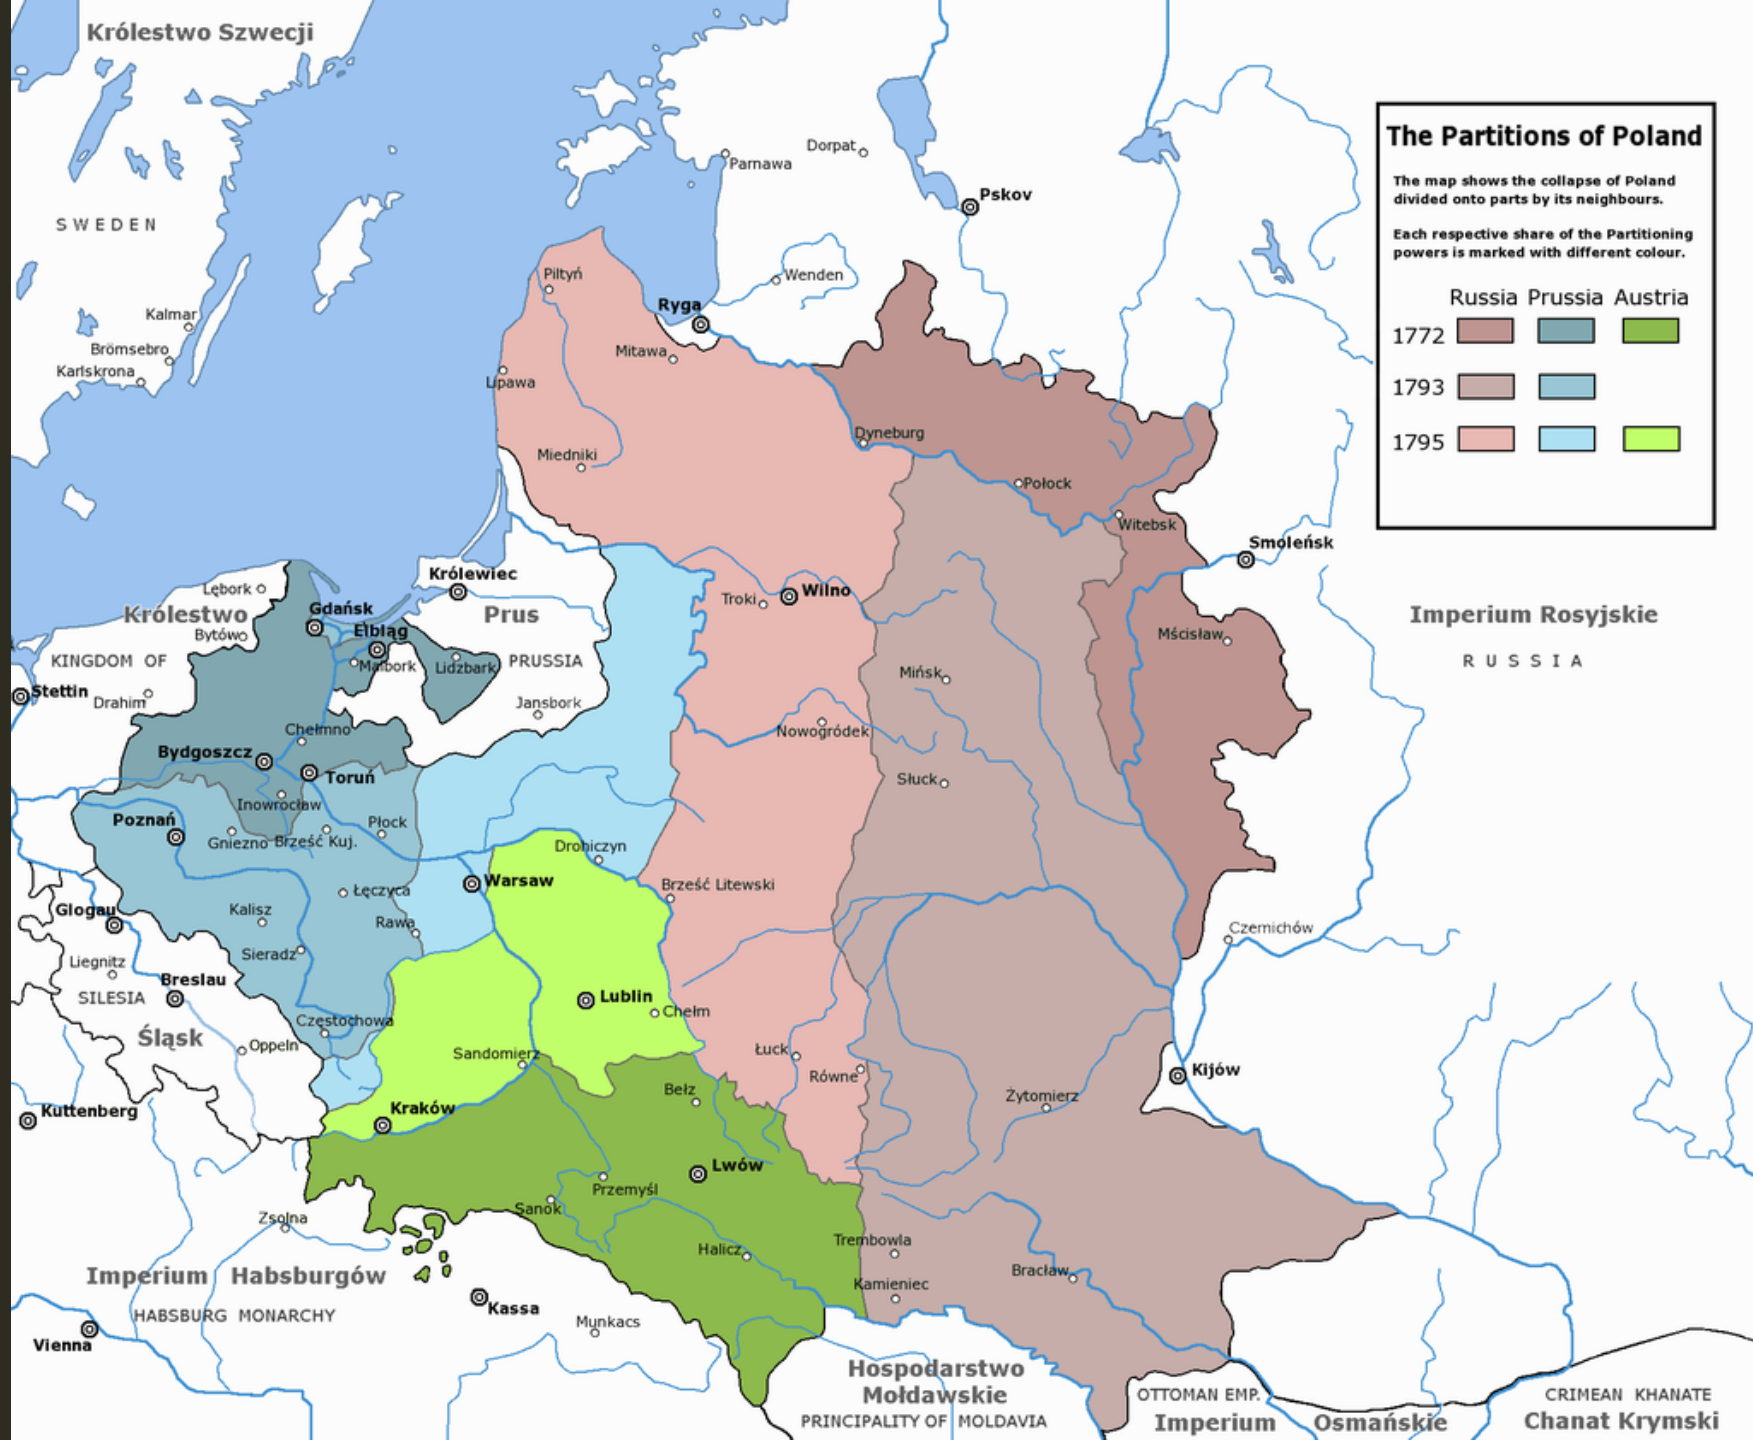 Królestwo Szwecji
SWEDEN
Kalmar
Brömsebro
Karlskrona
Parnawa
Dorpat
Pskov
Wenden
Ryga
Piltyń
Mitawa
Lipawa
Miedniki
Dyneburg
Połock
Witebsk
Smoleńsk
The Partitions of Poland
The map shows the collapse of Poland
divided onto parts by its neighbours.
Each respective share of the Partitioning
powers is marked with different colour.
Russia Prussia Austria
1772
1793
1795
Imperium Rosyjskie
RUSSIA
Lębork
Królestwo
Bytów
KINGDOM OF
Stettin
Drahim
Gdańsk
Elbląg
Malbork
Królewiec
Prus
Lidzbark
PRUSSIA
Jansbork
Troki
Wilno
Mińsk
Mścisław
Nowogródek
Słuck
Chełmno
Bydgoszcz
Toruń
Inowrocław
Poznań
Gniezno
Brześć Kuj.
Płock
Drohiczyn
Warsaw
Brześć Litewski
Łęczyca
Kalisz
Rawa
Sieradz
Glogau
Liegnitz
SILESIA
Breslau
Śląsk
Oppeln
Częstochowa
Lublin
Chełm
Sandomierz
Łuck
Równe
Czernichów
Kijów
Żytomierz
Kuttenberg
Kraków
Bełz
Lwów
Przemyśl
Sanok
Halicz
Zsolna
Trembowla
Kamieniec
Bracław
Imperium Habsburgów
HABSBURG MONARCHY
Vienna
Kassa
Munkacs
Hospodarstwo
Mołdawskie
PRINCIPALITY OF MOLDAVIA
OTTOMAN EMP.
Imperium Osmańskie
CRIMEAN KHANATE
Chanat Krymski